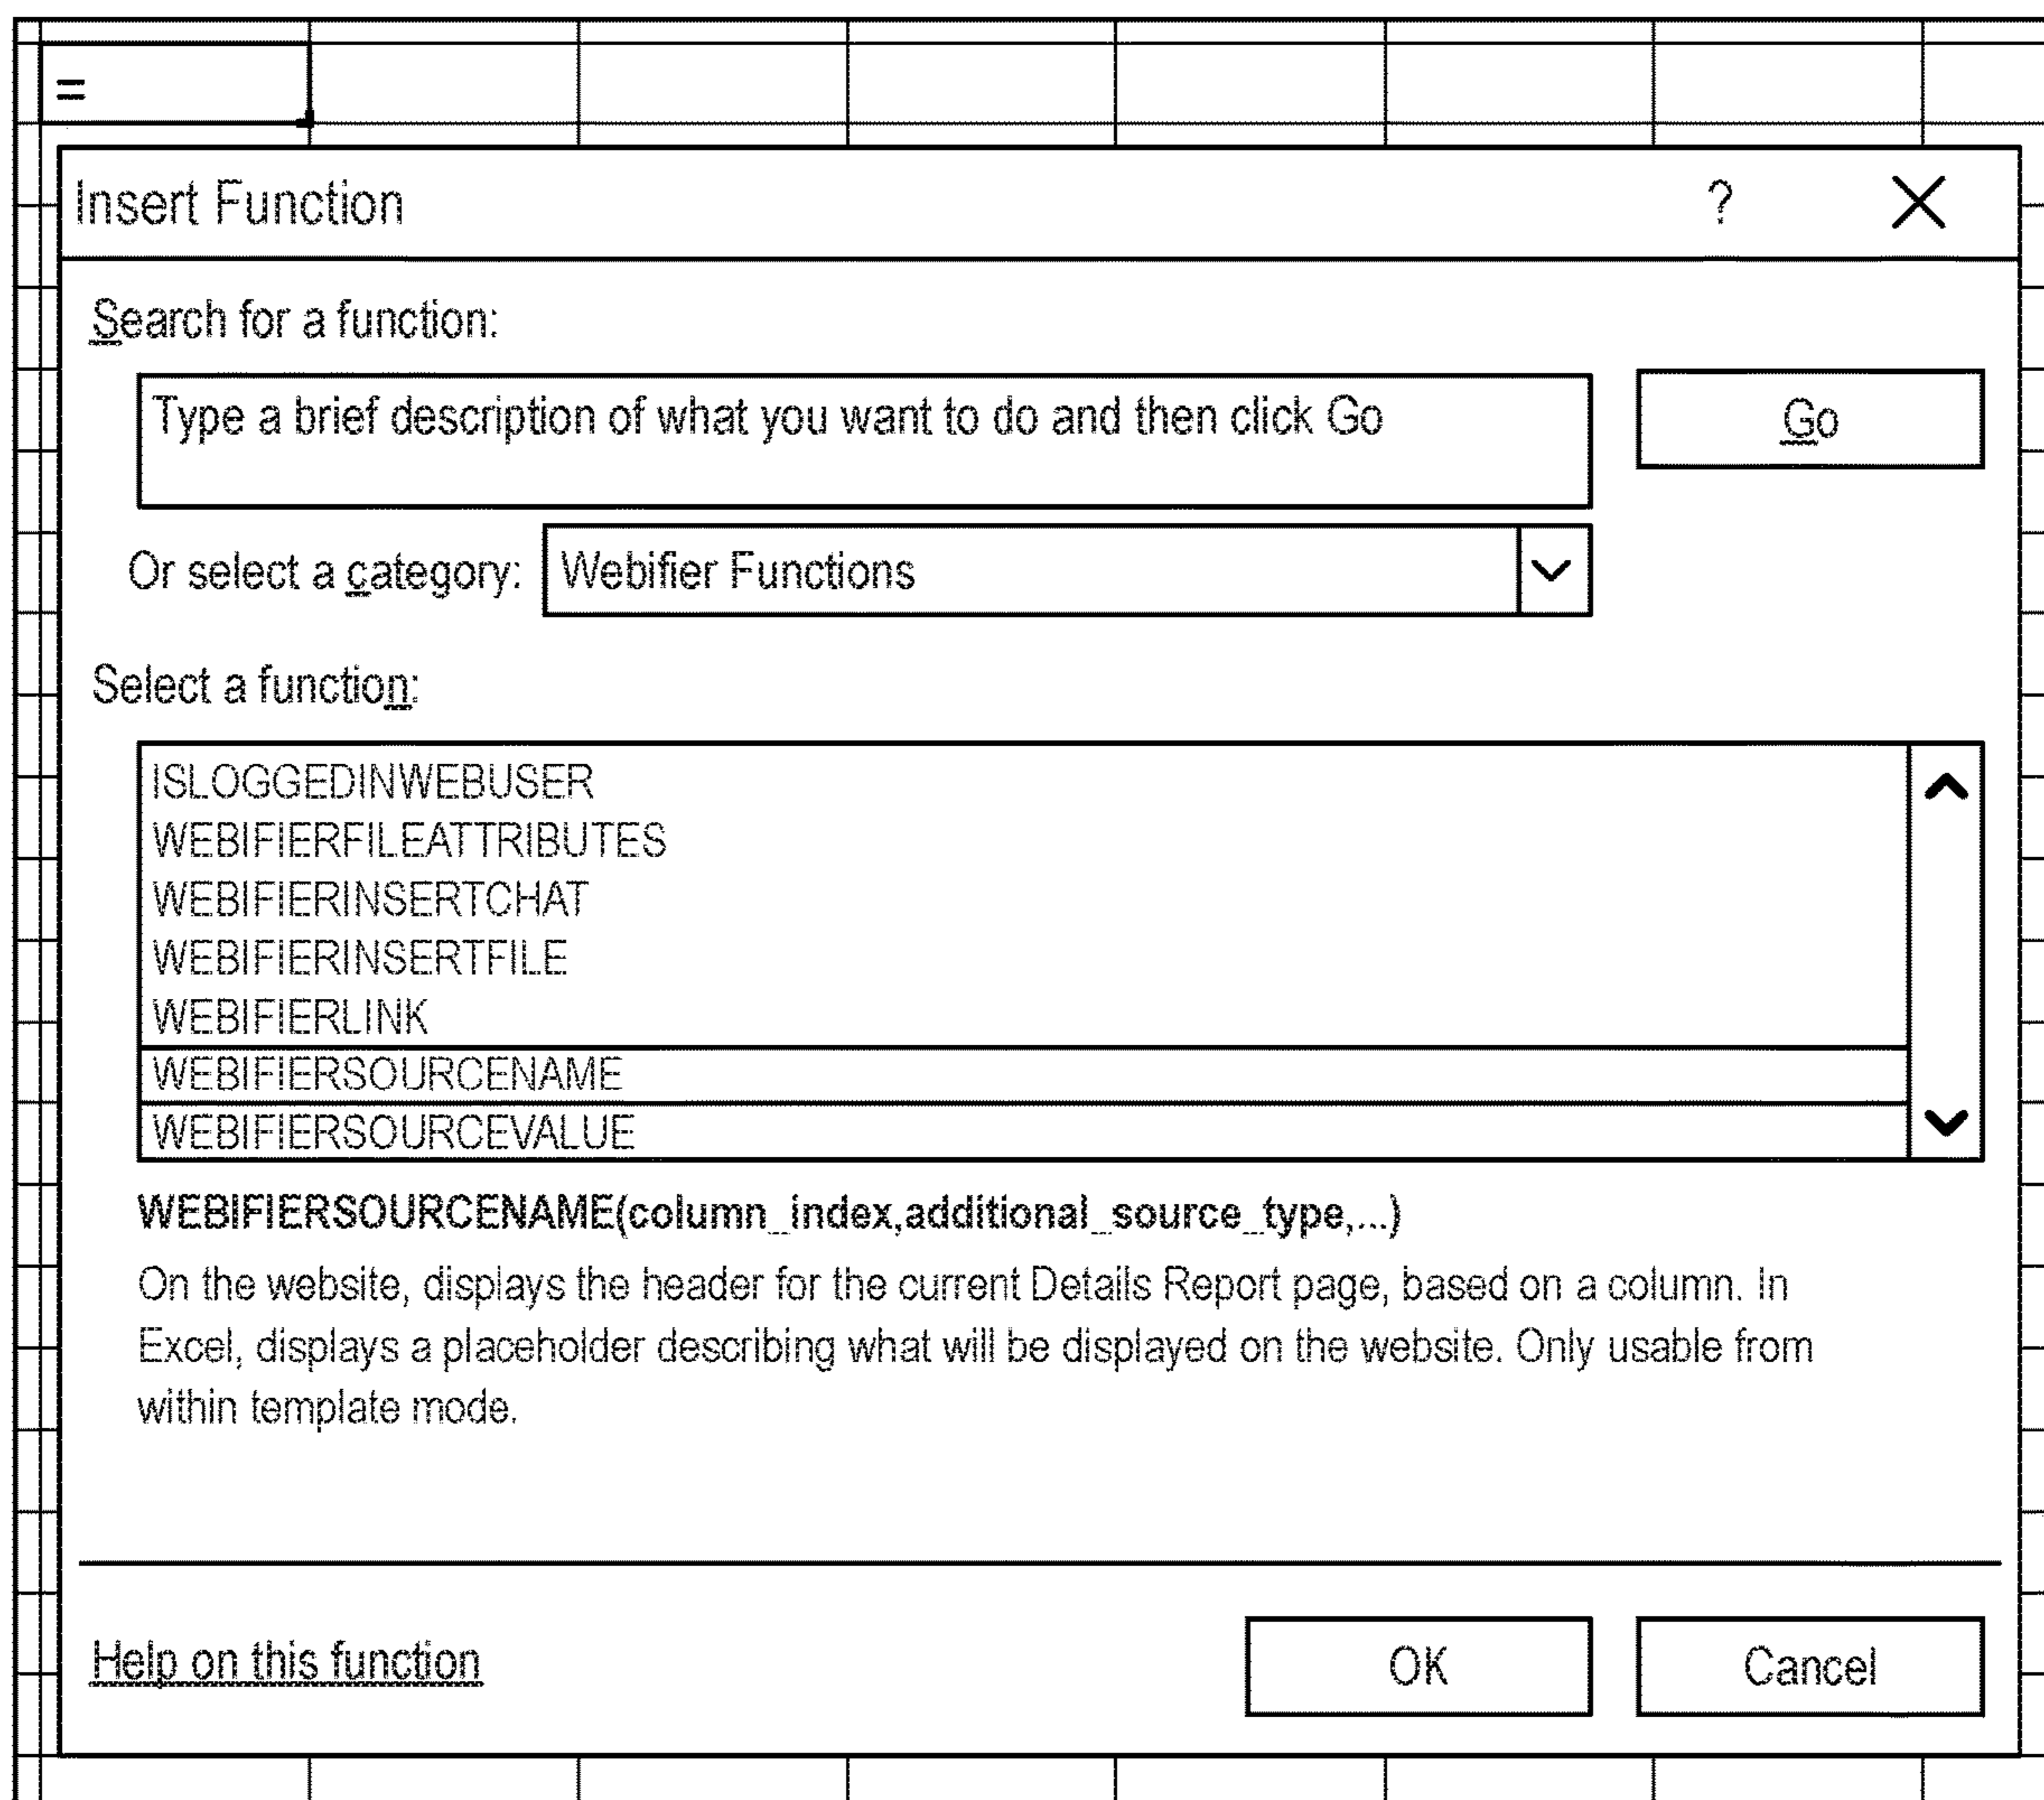 =
Insert Function ?
Search for a function:
Type a brief description of what you want to do and then click Go
Go
Or select a category: Webifier Functions
Select a function:
ISLOGGEDINWEBUSER
WEBIFIERFILEATTRIBUTES
WEBIFIERINSERTCHAT
WEBIFIERINSERTFILE
WEBIFIERLINK
WEBIFIERSOURCENAME
WEBIFIERSOURCEVALUE
WEBIFIERSOURCENAME(column_index,additional_source_type,...)
On the website, displays the header for the current Details Report page, based on a column. In
Excel, displays a placeholder describing what will be displayed on the website. Only usable from
within template mode.
Help on this function OK Cancel